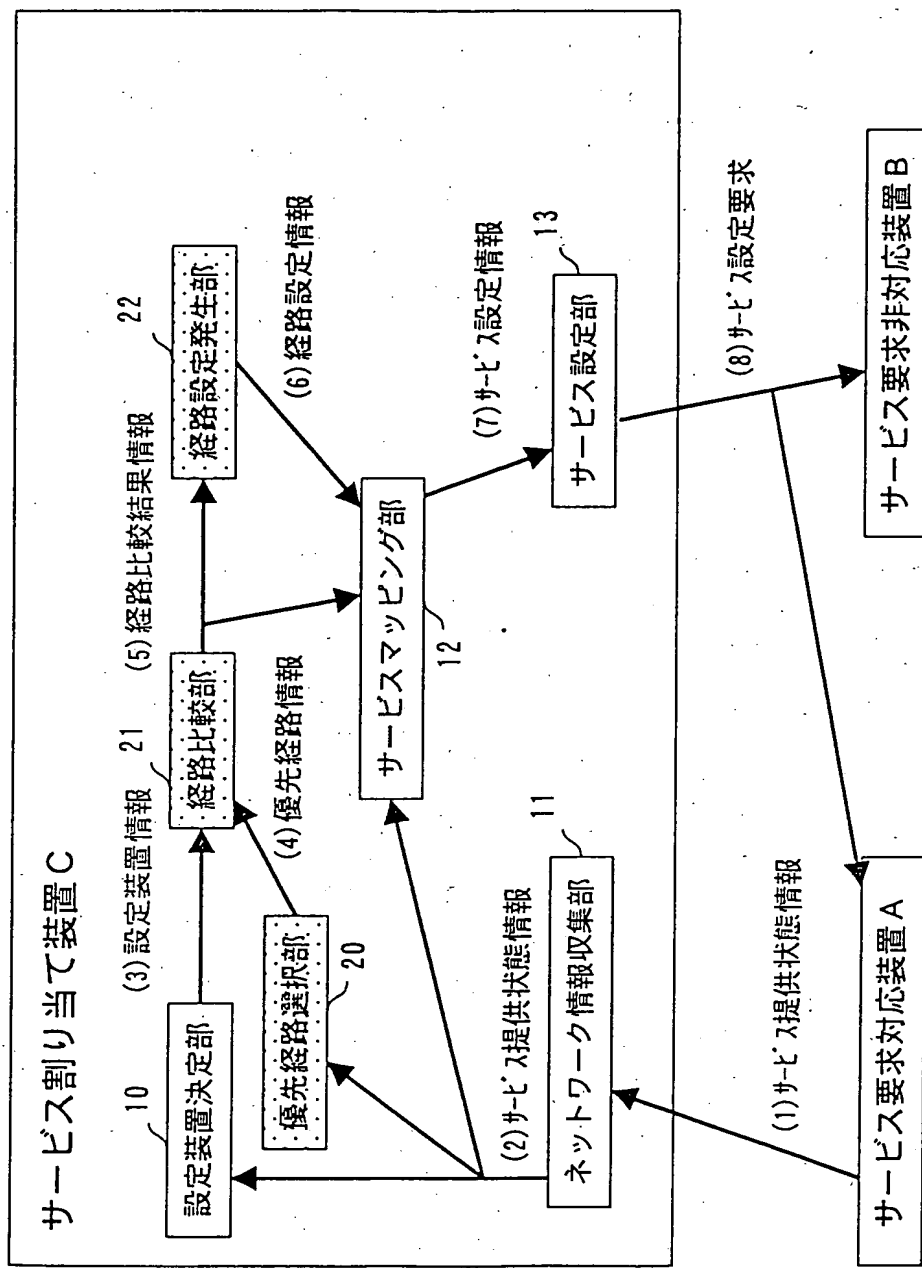 サービス割り当て装置C
10
設定装置決定部
(3)設定装置情報
21
経路比較部
(5)経路比較結果情報
22
経路設定発生部
優先経路選択部
20
(4)優先経路情報
(6)経路設定情報
サービスマッピング部
12
(7)サービス設定情報
(2)サービス提供状態情報
11
ネットワーク情報収集部
13
サービス設定部
(1)サービス提供状態情報
(8)サービス設定要求
サービス要求対応装置A
サービス要求非対応装置B